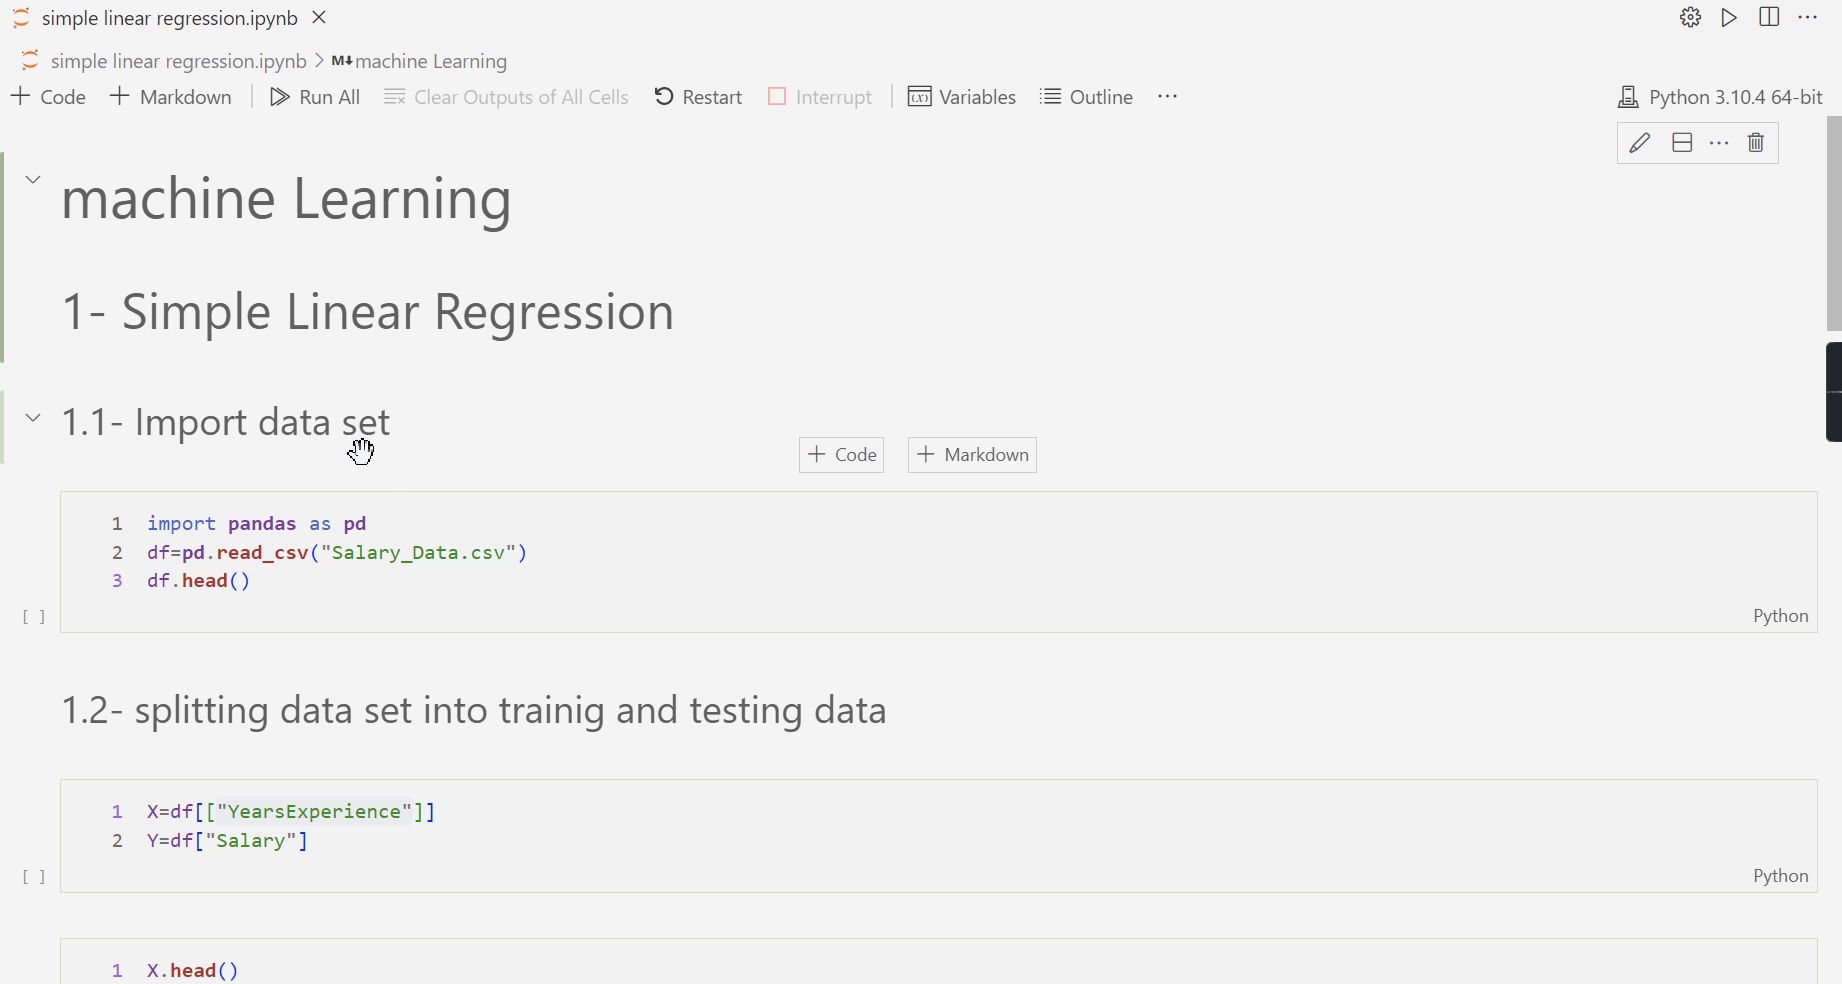 simple linear regression.ipynb
simple linear regression.ipynb > M↓ machine Learning
+ Code + Markdown Run All Clear Outputs of All Cells Restart Interrupt (x) Variables Outline ... Python 3.10.4 64-bit
machine Learning
1- Simple Linear Regression
1.1- Import data set
+ Code + Markdown
1 import pandas as pd
2 df=pd.read_csv("Salary_Data.csv")
3 df.head()
[ ] Python
1.2- splitting data set into trainig and testing data
1 X=df[["YearsExperience"]]
2 Y=df["Salary"]
[ ] Python
1 X.head()